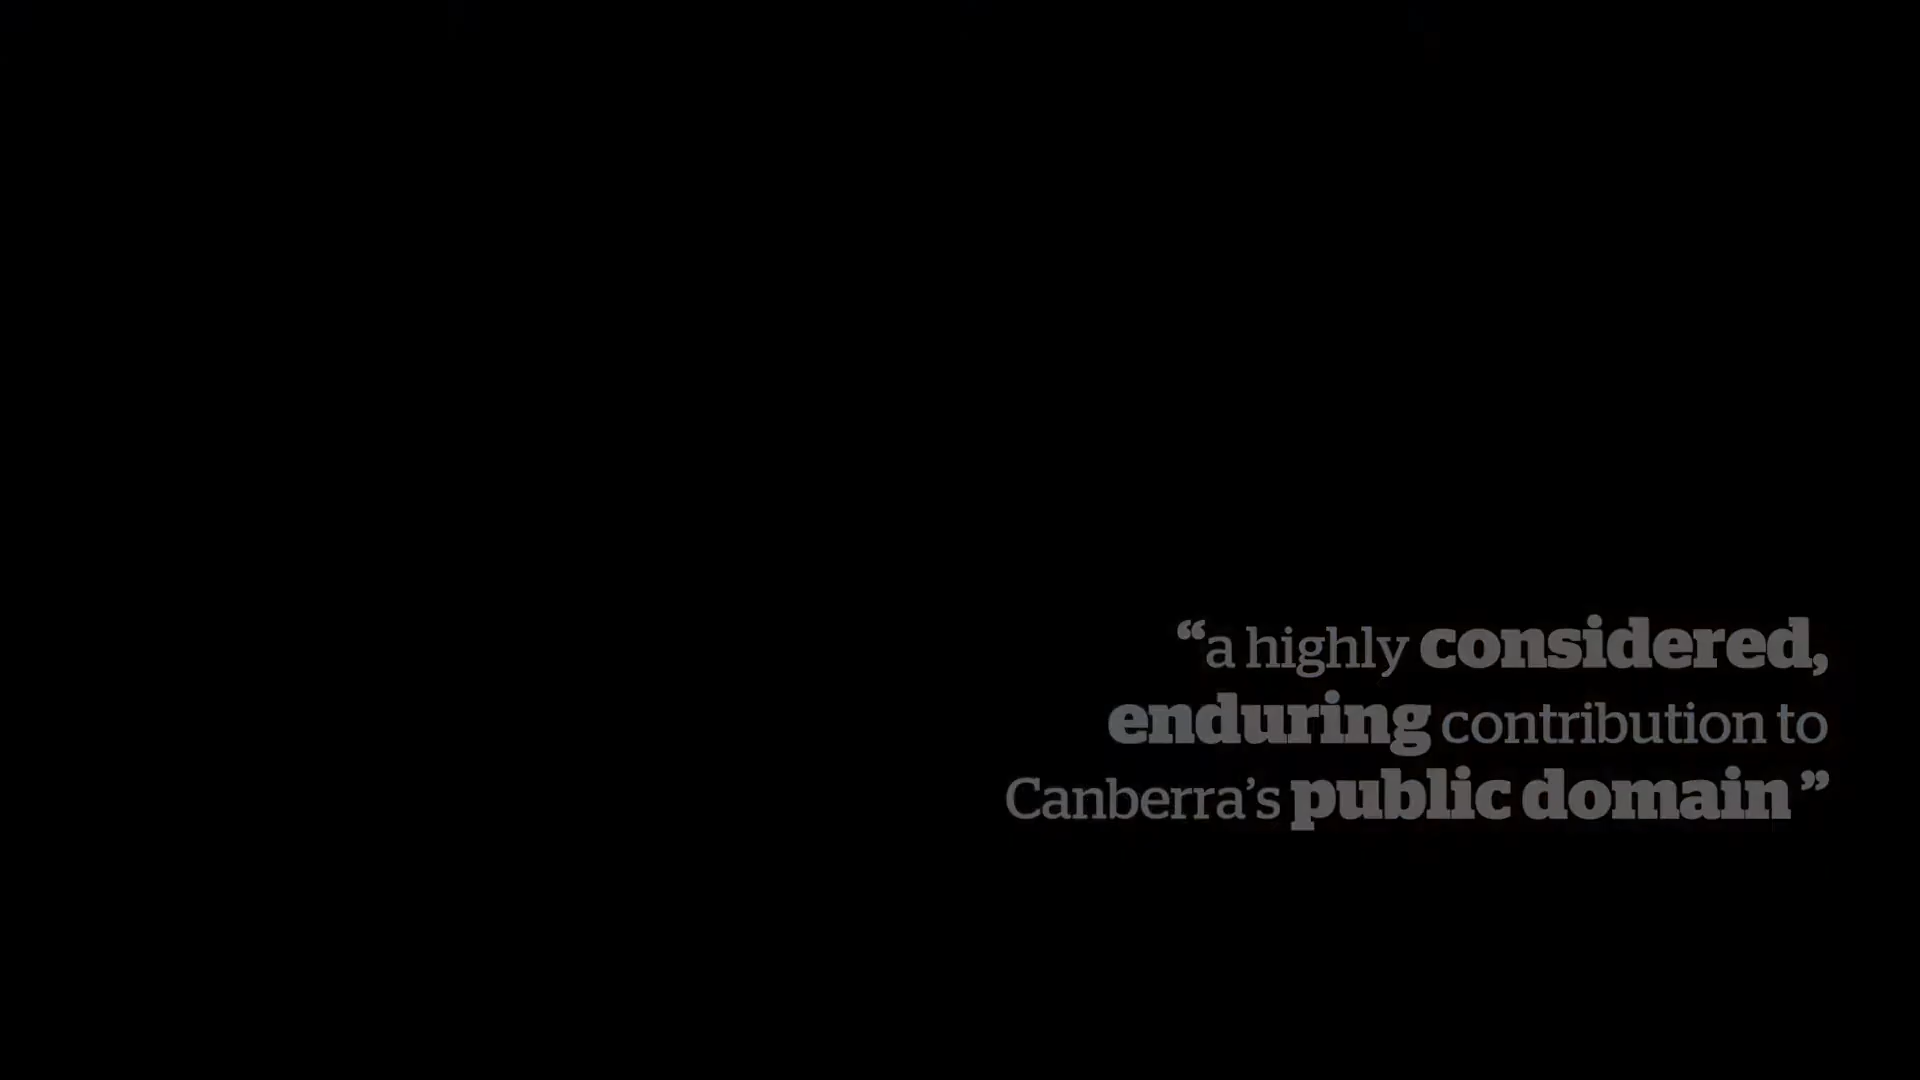 “a highly considered,
enduring contribution to
Canberra’s public domain ”